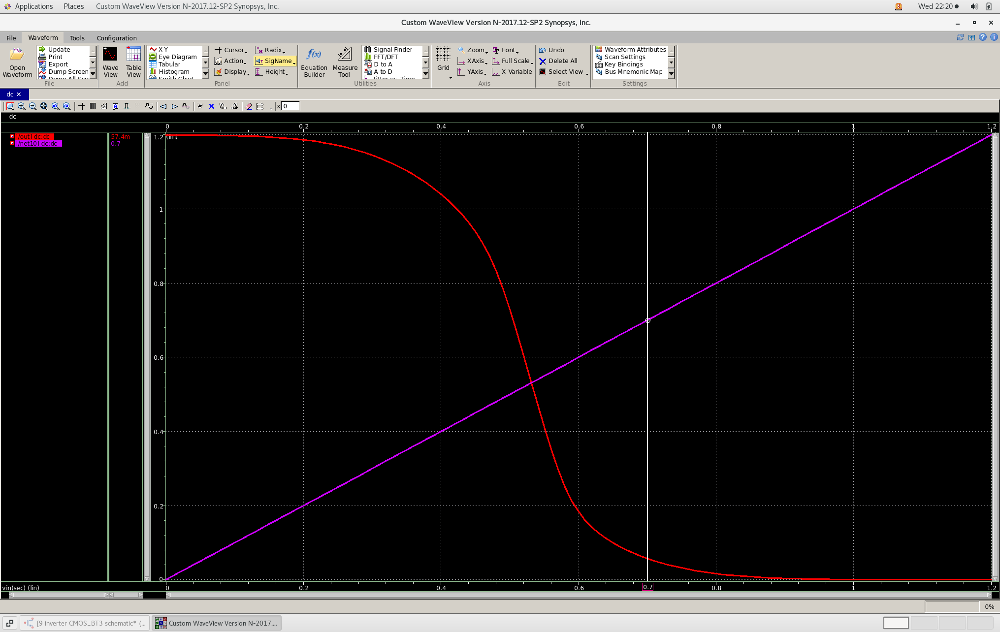 Applications Places Custom WaveView Version N-2017.12-SP2 Synopsys, Inc. Wed 22:20
Custom WaveView Version N-2017.12-SP2 Synopsys, Inc.
File Waveform Tools Configuration
Open Waveform
Update
Print
Export
Dump Screen
Dump All Scr
File
Wave View
Table View
Add
X-Y
Eye Diagram
Tabular
Histogram
Smith Chart
Cursor
Action
Display
Radix
SigName
Height
Panel
Equation Builder
Measure Tool
Signal Finder
FFT/DFT
D to A
A to D
Jitter vs. Time
Utilities
Grid
Zoom
XAxis
YAxis
Font
Full Scale
X Variable
Axis
Undo
Delete All
Select View
Edit
Waveform Attributes
Scan Settings
Key Bindings
Bus Mnemonic Map
Settings
dc
x 0
dc
0 0.2 0.4 0.6 0.8 1 1.2
[/out] dc:dc 57.4m
[/net10] dc:dc 0.7
1.2 (lin)
1
0.8
0.6
0.4
0.2
0
vin(sec) (lin) 0 0.2 0.4 0.6 0.7 0.8 1 1.2
0%
[9 inverter CMOS_BT3 schematic* (... Custom WaveView Version N-2017....